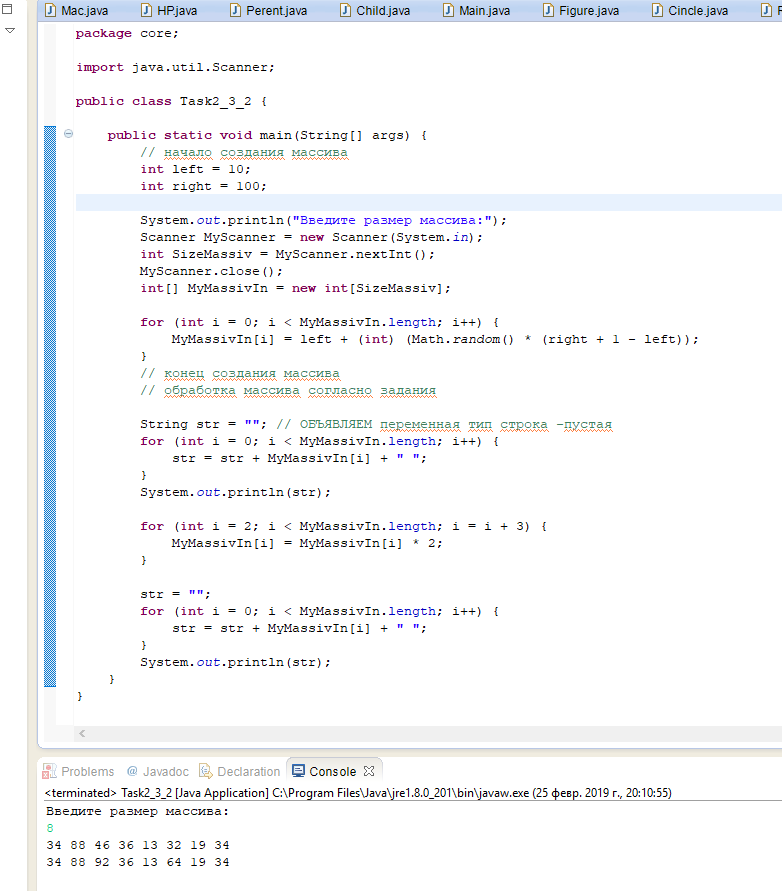 Mac.java HP.java Perent.java Child.java Main.java Figure.java Cincle.java
package core;
import java.util.Scanner;
public class Task2_3_2 {
public static void main(String[] args) {
// начало создания массива
int left = 10;
int right = 100;
System.out.println("Введите размер массива:");
Scanner MyScanner = new Scanner(System.in);
int SizeMassiv = MyScanner.nextInt();
MyScanner.close();
int[] MyMassivIn = new int[SizeMassiv];
for (int i = 0; i < MyMassivIn.length; i++) {
MyMassivIn[i] = left + (int) (Math.random() * (right + 1 - left));
}
// конец создания массива
// обработка массива согласно задания
String str = ""; // ОБЪЯВЛЯЕМ переменная тип строка -пустая
for (int i = 0; i < MyMassivIn.length; i++) {
str = str + MyMassivIn[i] + " ";
}
System.out.println(str);
for (int i = 2; i < MyMassivIn.length; i = i + 3) {
MyMassivIn[i] = MyMassivIn[i] * 2;
}
str = "";
for (int i = 0; i < MyMassivIn.length; i++) {
str = str + MyMassivIn[i] + " ";
}
System.out.println(str);
}
}
Problems @ Javadoc Declaration Console
<terminated> Task2_3_2 [Java Application] C:\Program Files\Java\jre1.8.0_201\bin\javaw.exe (25 февр. 2019 г., 20:10:55)
Введите размер массива:
8
34 88 46 36 13 32 19 34
34 88 92 36 13 64 19 34